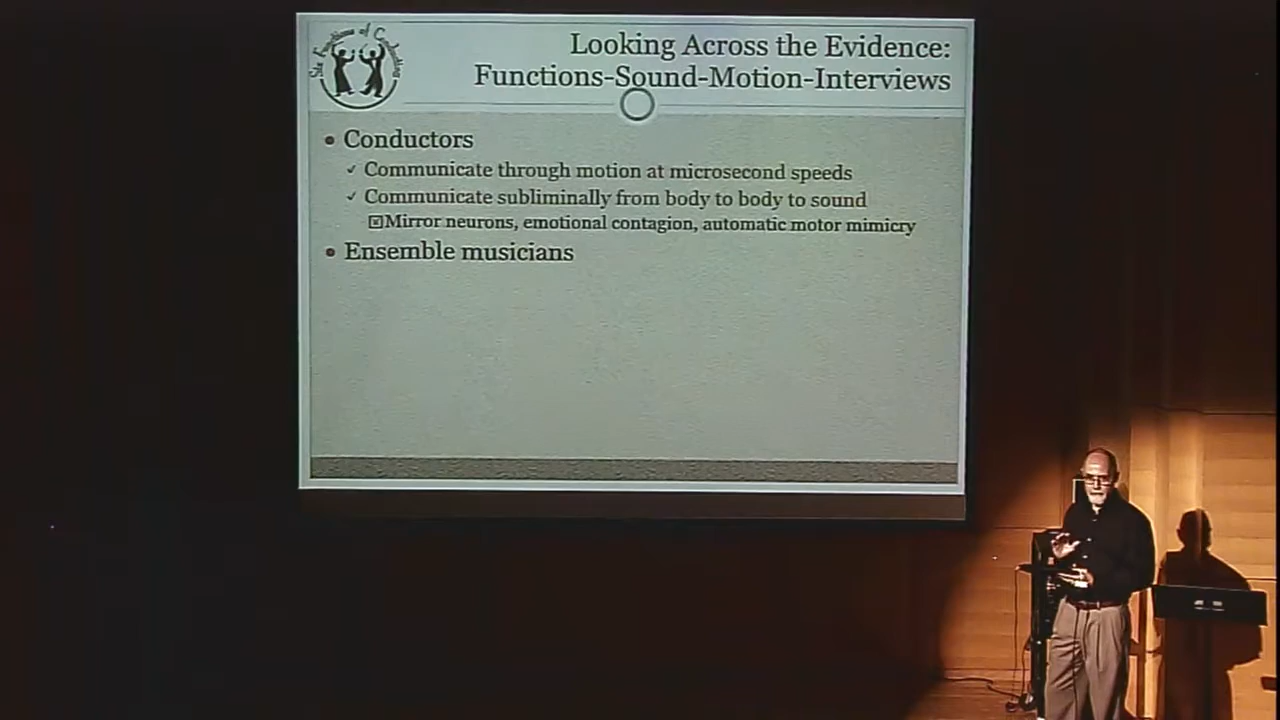 Looking Across the Evidence:
Functions-Sound-Motion-Interviews
Conductors
Communicate through motion at microsecond speeds
Communicate subliminally from body to body to sound
Mirror neurons, emotional contagion, automatic motor mimicry
Ensemble musicians